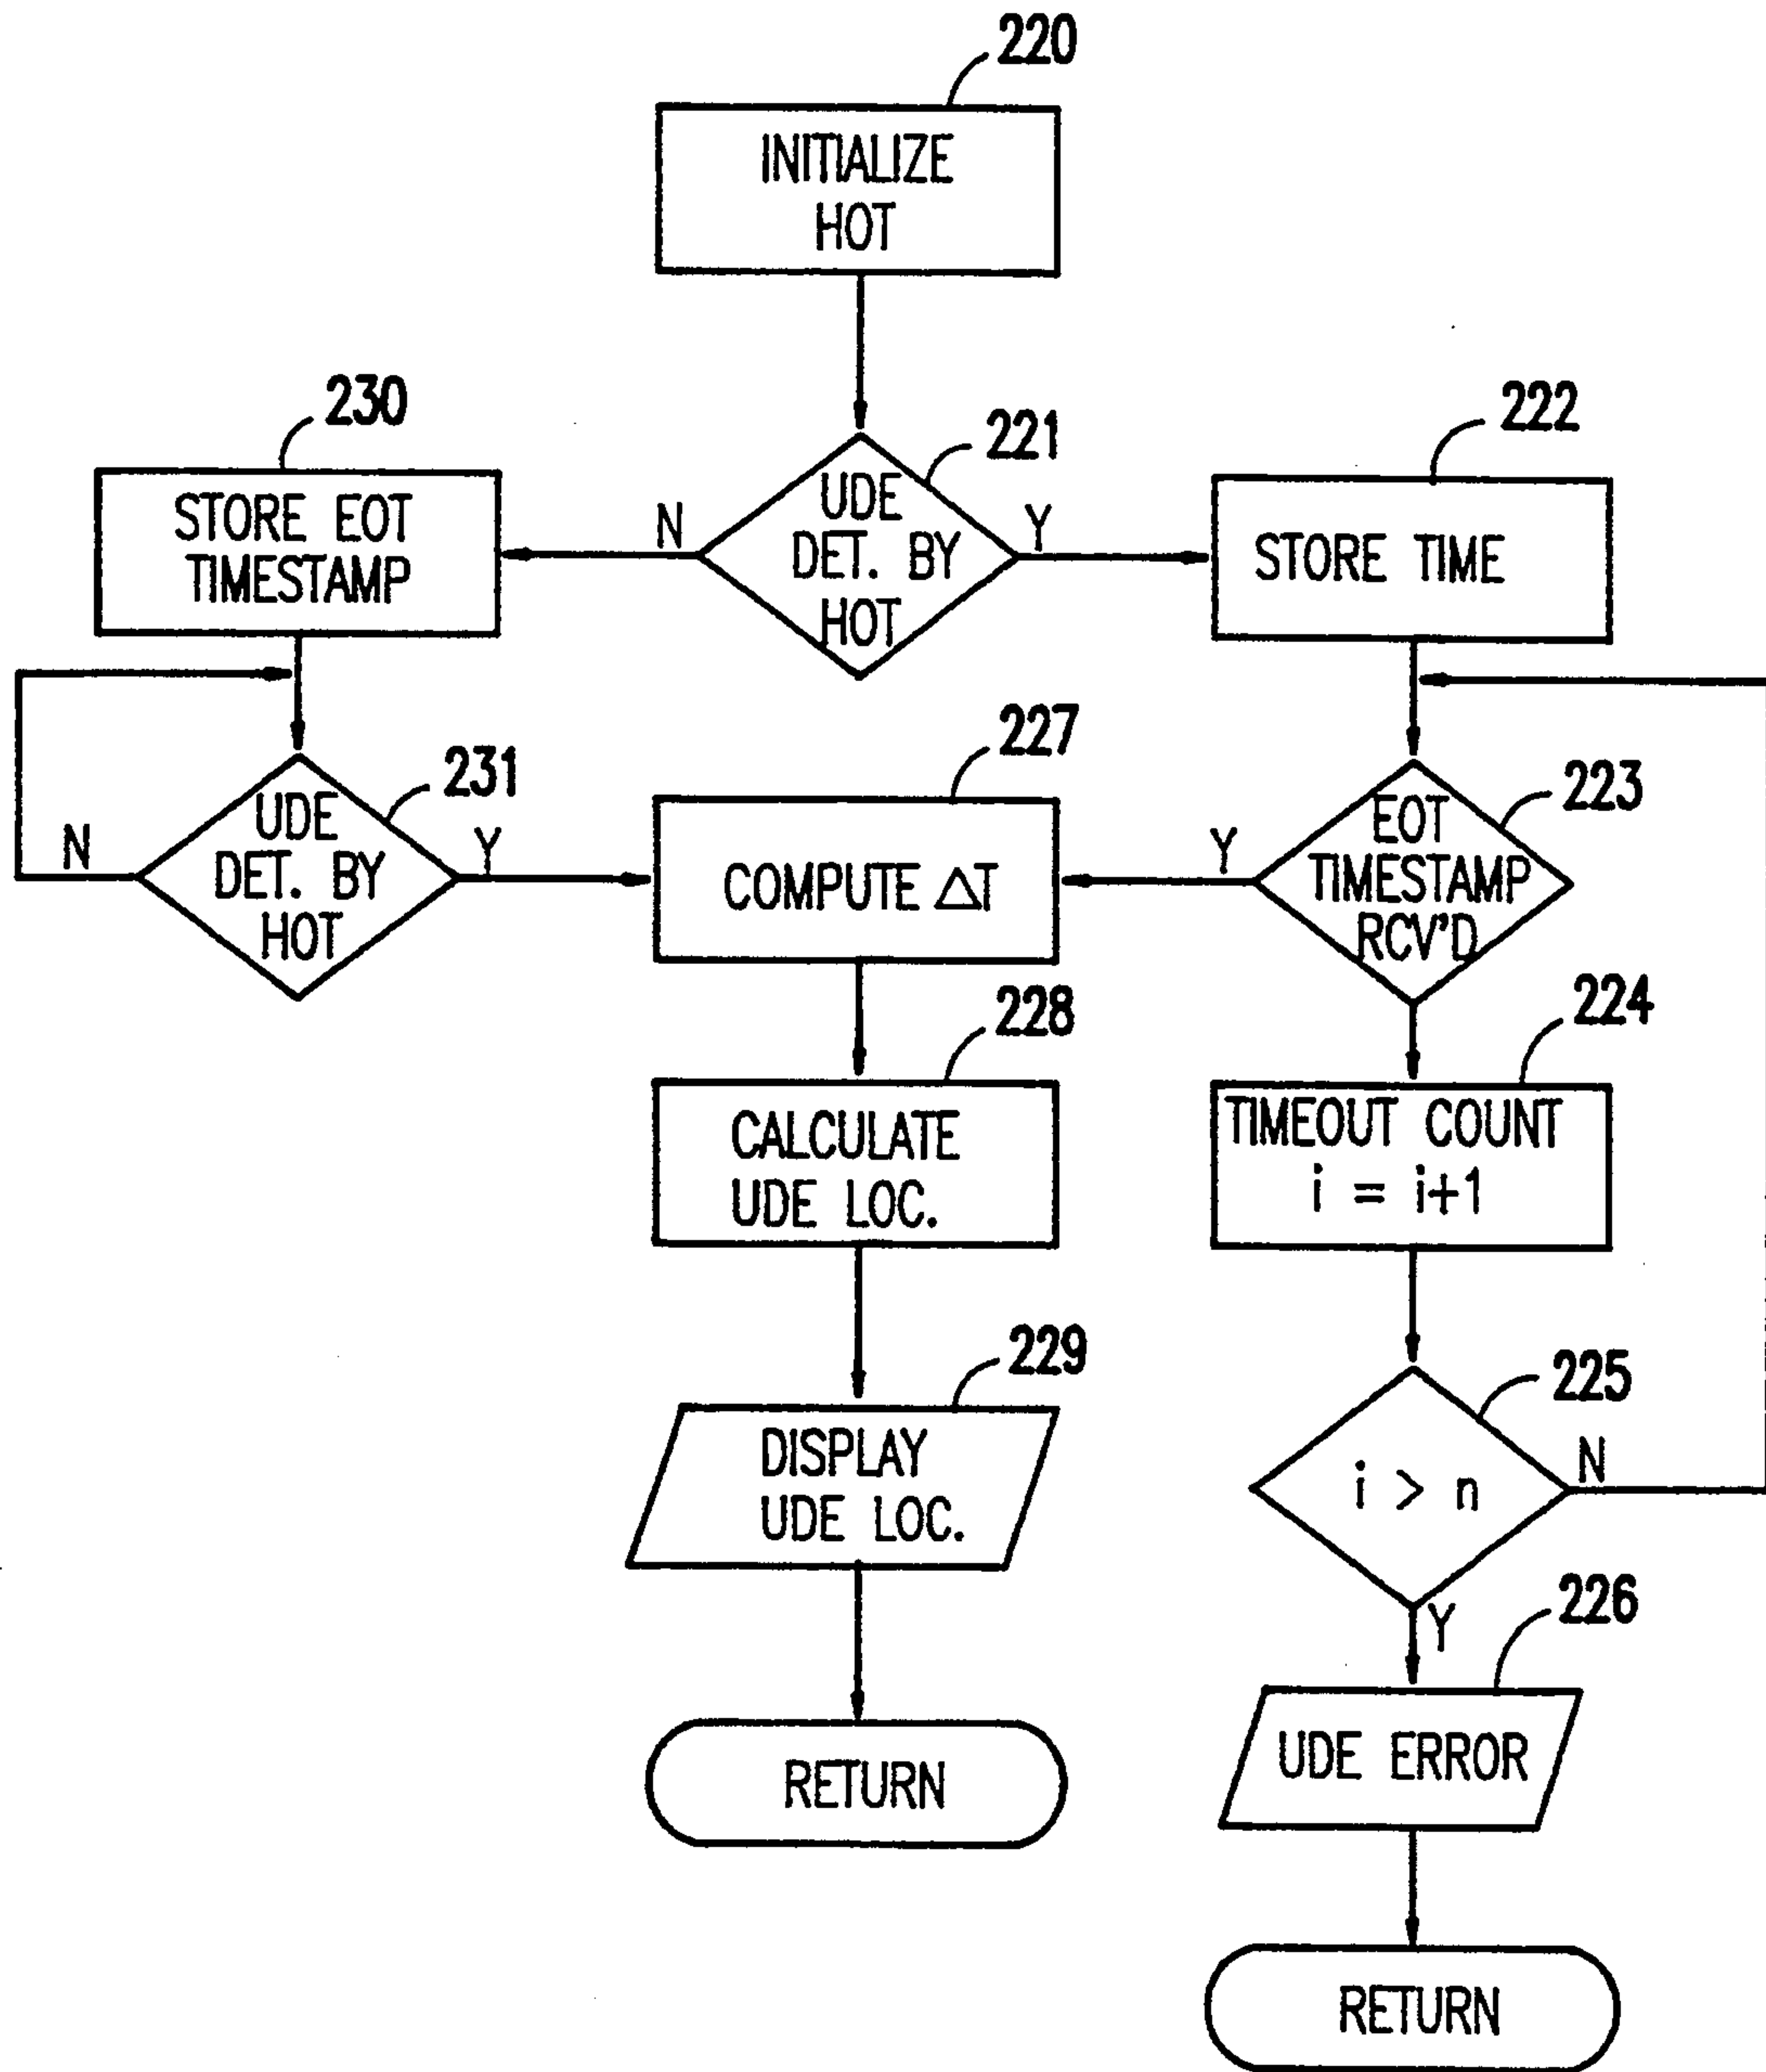 220
INITIALIZE
HOT
230
STORE EOT
TIMESTAMP
221
UDE
DET. BY
HOT
N
Y
222
STORE TIME
231
UDE
DET. BY
HOT
N
Y
227
COMPUTE ΔT
223
EOT
TIMESTAMP
RCV'D
Y
228
CALCULATE
UDE LOC.
224
TIMEOUT COUNT
i = i+1
229
DISPLAY
UDE LOC.
225
i > n
N
Y
RETURN
226
UDE ERROR
RETURN